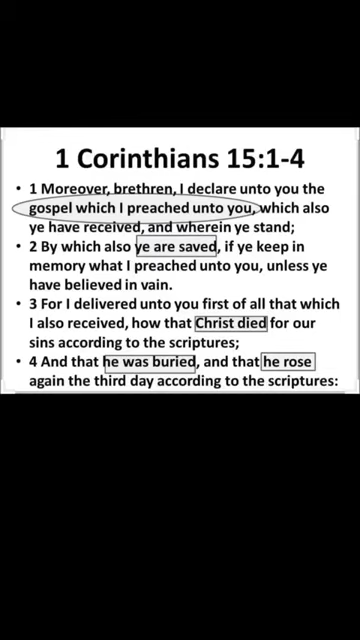 1 Corinthians 15:1-4
• 1 Moreover, brethren, I declare unto you the
gospel which I preached unto you, which also
ye have received, and wherein ye stand;
• 2 By which also ye are saved, if ye keep in
memory what I preached unto you, unless ye
have believed in vain.
• 3 For I delivered unto you first of all that which
I also received, how that Christ died for our
sins according to the scriptures;
• 4 And that he was buried, and that he rose
again the third day according to the scriptures: